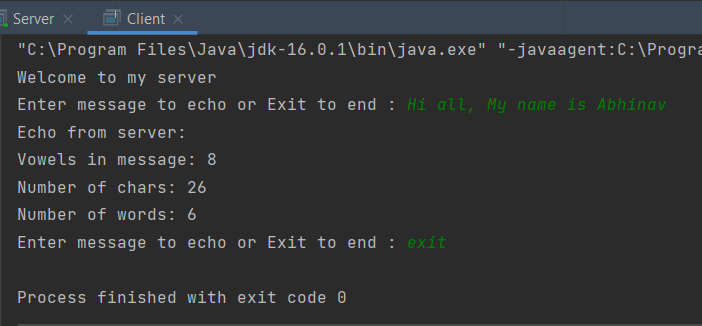 Server × Client ×
"C:\Program Files\Java\jdk-16.0.1\bin\java.exe" "-javaagent:C:\Progra
Welcome to my server
Enter message to echo or Exit to end : Hi all, My name is Abhinav
Echo from server:
Vowels in message: 8
Number of chars: 26
Number of words: 6
Enter message to echo or Exit to end : exit
Process finished with exit code 0